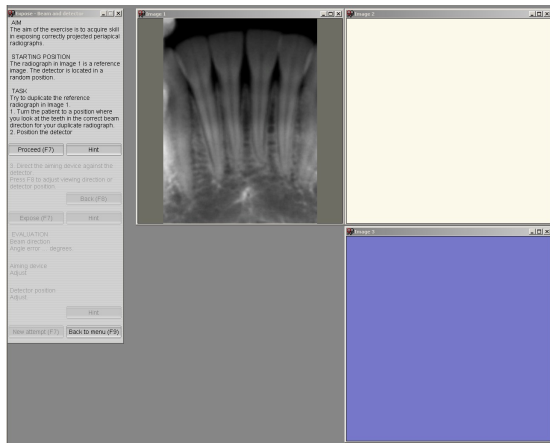 Expose - Beam and detector
AIM
The aim of the exercise is to acquire skill
in exposing correctly projected periapical
radiographs.
STARTING POSITION
The radiograph in image 1 is a reference
image. The detector is located in a
random position.
TASK
Try to duplicate the reference
radiograph in image 1.
1. Turn the patient to a position where
you look at the teeth in the correct beam
direction for your duplicate radiograph.
2. Position the detector
Proceed (F7) Hint
3. Direct the aiming device against the
detector.
Press F8 to adjust viewing direction or
detector position.
Back (F8)
Expose (F7) Hint
EVALUATION
Beam direction
Angle error ... degrees
Aiming device
Adjust
Detector position
Adjust
Hint
New attempt (F7) Back to menu (F9)
Image 1
Image 2
Image 3